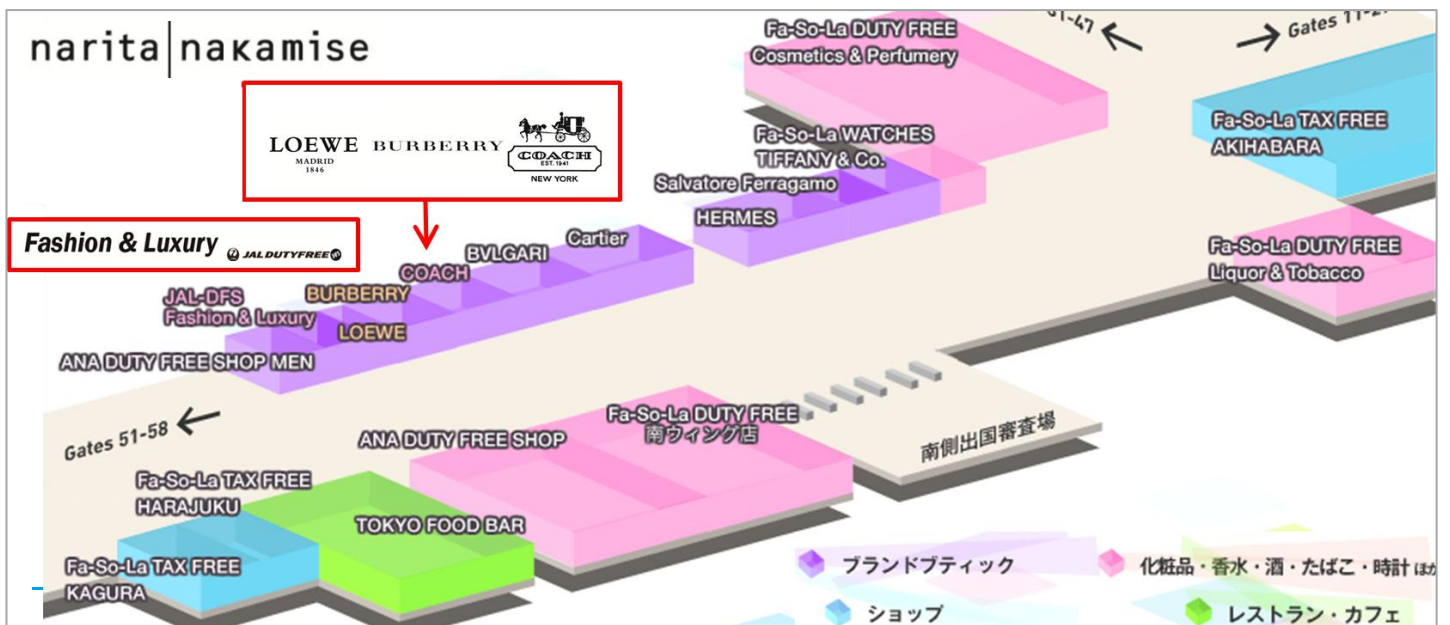 narita nakamise
LOEWE
MADRID
1846
BURBERRY
COACH
EST. 1941
NEW YORK
Fashion & Luxury JAL DUTYFREE
Fa-So-La DUTY FREE
Cosmetics & Perfumery
Gates
Fa-So-La TAX FREE
AKIHABARA
Fa-So-La WATCHES
TIFFANY & Co.
Salvatore Ferragamo
HERMES
Fa-So-La DUTY FREE
Liquor & Tobacco
Cartier
BVLGARI
COACH
BURBERRY
JAL-DFS
Fashion & Luxury
LOEWE
ANA DUTY FREE SHOP MEN
Gates 51-58
Fa-So-La DUTY FREE
南ウィング店
ANA DUTY FREE SHOP
南側出国審査場
Fa-So-La TAX FREE
HARAJUKU
TOKYO FOOD BAR
Fa-So-La TAX FREE
KAGURA
ブランドブティック
化粧品・香水・酒・たばこ・時計 ほか
ショップ
レストラン・カフェ